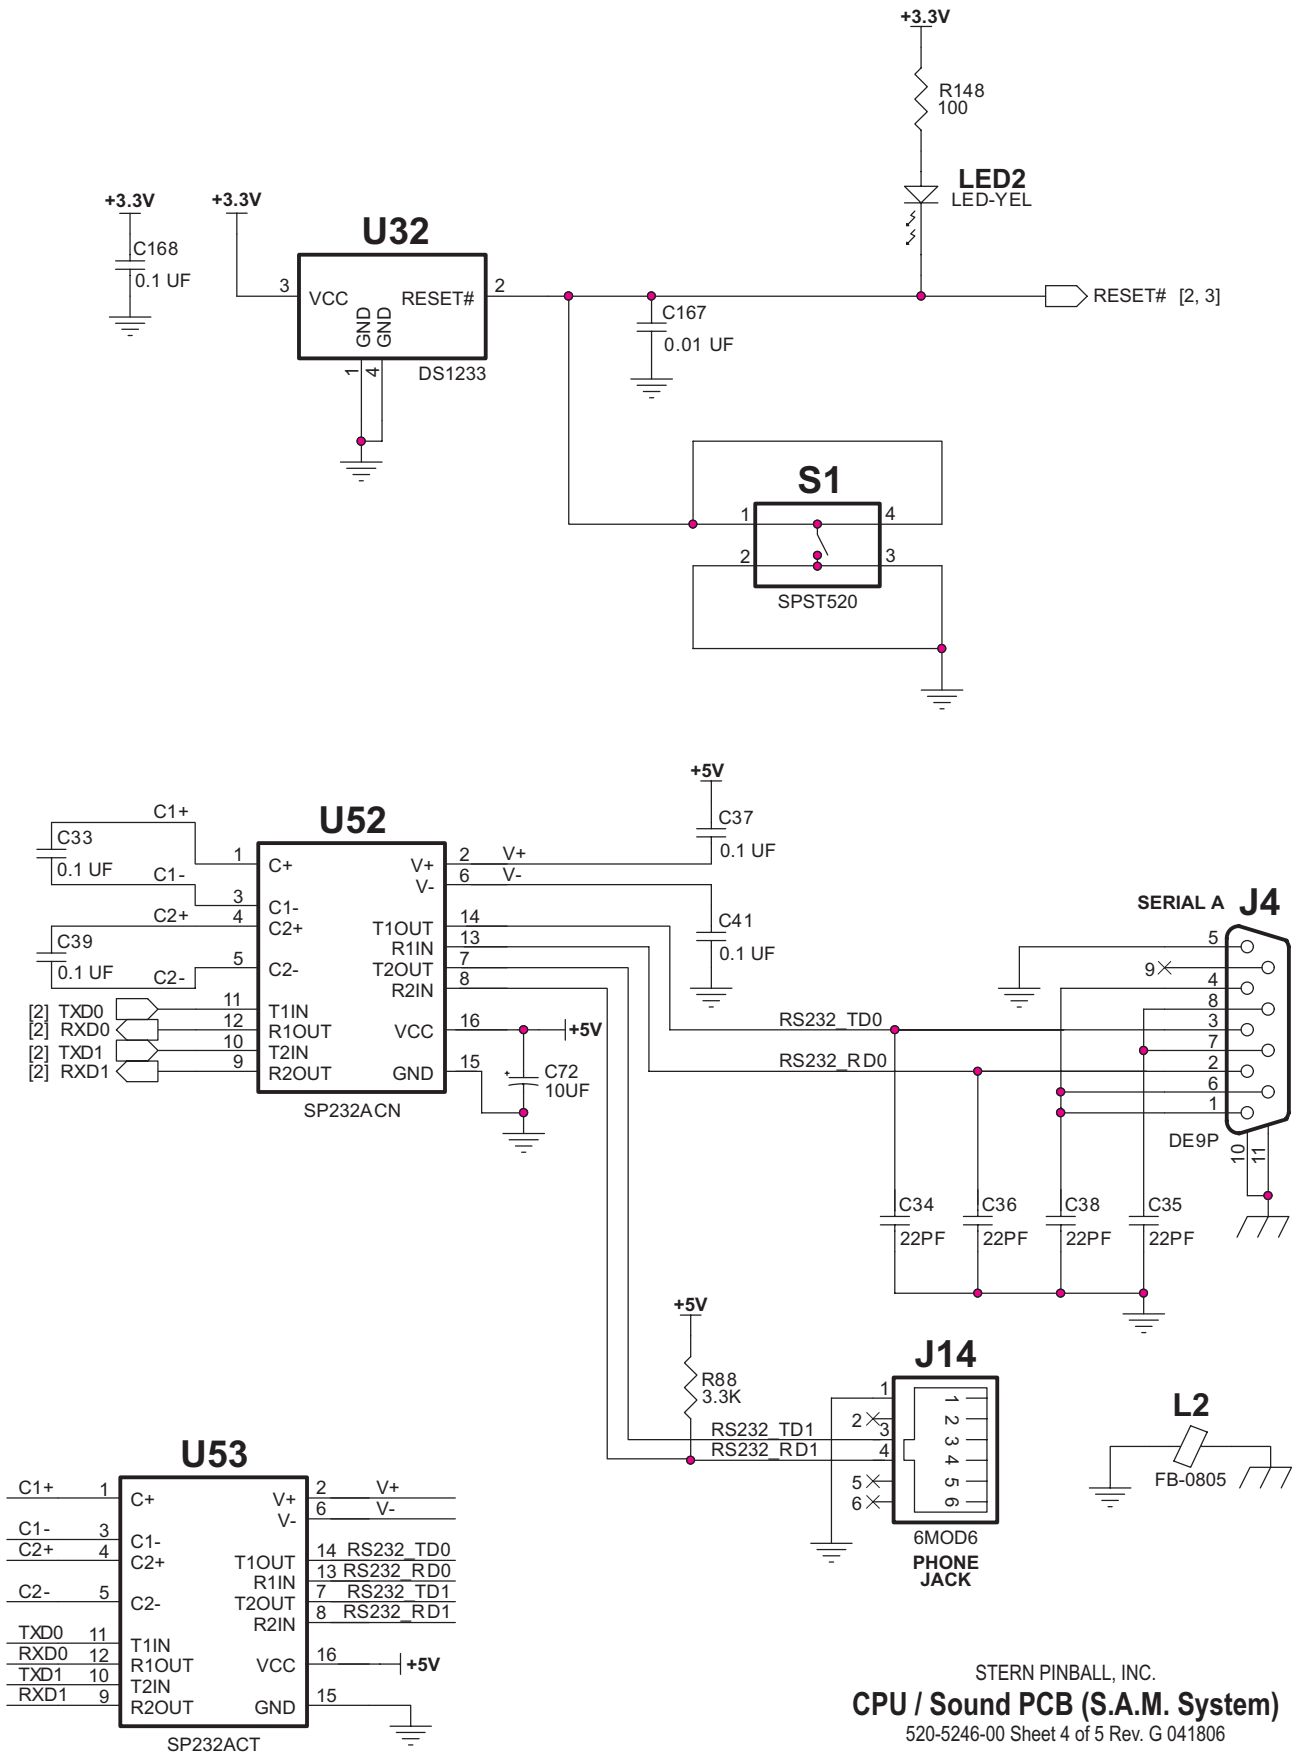 +3.3V
R148
100
LED2
LED-YEL
+3.3V
C168
0.1 UF
+3.3V
U32
3
VCC
RESET#
2
GND
GND
1
4
DS1233
C167
0.01 UF
RESET# [2, 3]
S1
1
4
2
3
SPST520
+5V
C37
0.1 UF
C1+
C33
0.1 UF
C1-
C2+
C39
0.1 UF
C2-
U52
1
C+
3
C1-
4
C2+
5
C2-
[2] TXD0
11
T1IN
[2] RXD0
12
R1OUT
[2] TXD1
10
T2IN
[2] RXD1
9
R2OUT
V+
2
V+
V-
6
V-
T1OUT
14
R1IN
13
T2OUT
7
R2IN
8
VCC
16
+5V
GND
15
SP232ACN
C72
10UF
+
C41
0.1 UF
RS232_TD0
RS232_RD0
SERIAL A
J4
5
9
4
8
3
7
2
6
1
DE9P
10
11
C34
22PF
C36
22PF
C38
22PF
C35
22PF
+5V
R88
3.3K
RS232_TD1
RS232_RD1
J14
1
2
3
4
5
6
1
2
3
4
5
6
6MOD6
PHONE
JACK
L2
FB-0805
U53
C1+
1
C+
C1-
3
C1-
C2+
4
C2+
C2-
5
C2-
TXD0
11
T1IN
RXD0
12
R1OUT
TXD1
10
T2IN
RXD1
9
R2OUT
V+
2
V+
V-
6
V-
T1OUT
14 RS232_TD0
R1IN
13 RS232_RD0
T2OUT
7 RS232_TD1
R2IN
8 RS232_RD1
VCC
16
+5V
GND
15
SP232ACT
STERN PINBALL, INC.
CPU / Sound PCB (S.A.M. System)
520-5246-00 Sheet 4 of 5 Rev. G 041806